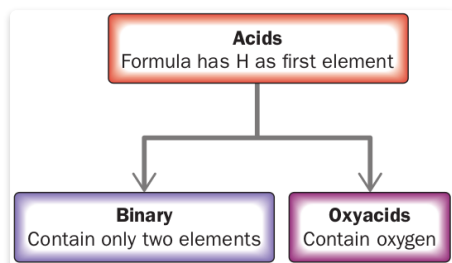 Acids
Formula has H as first element
Binary
Contain only two elements
Oxyacids
Contain oxygen